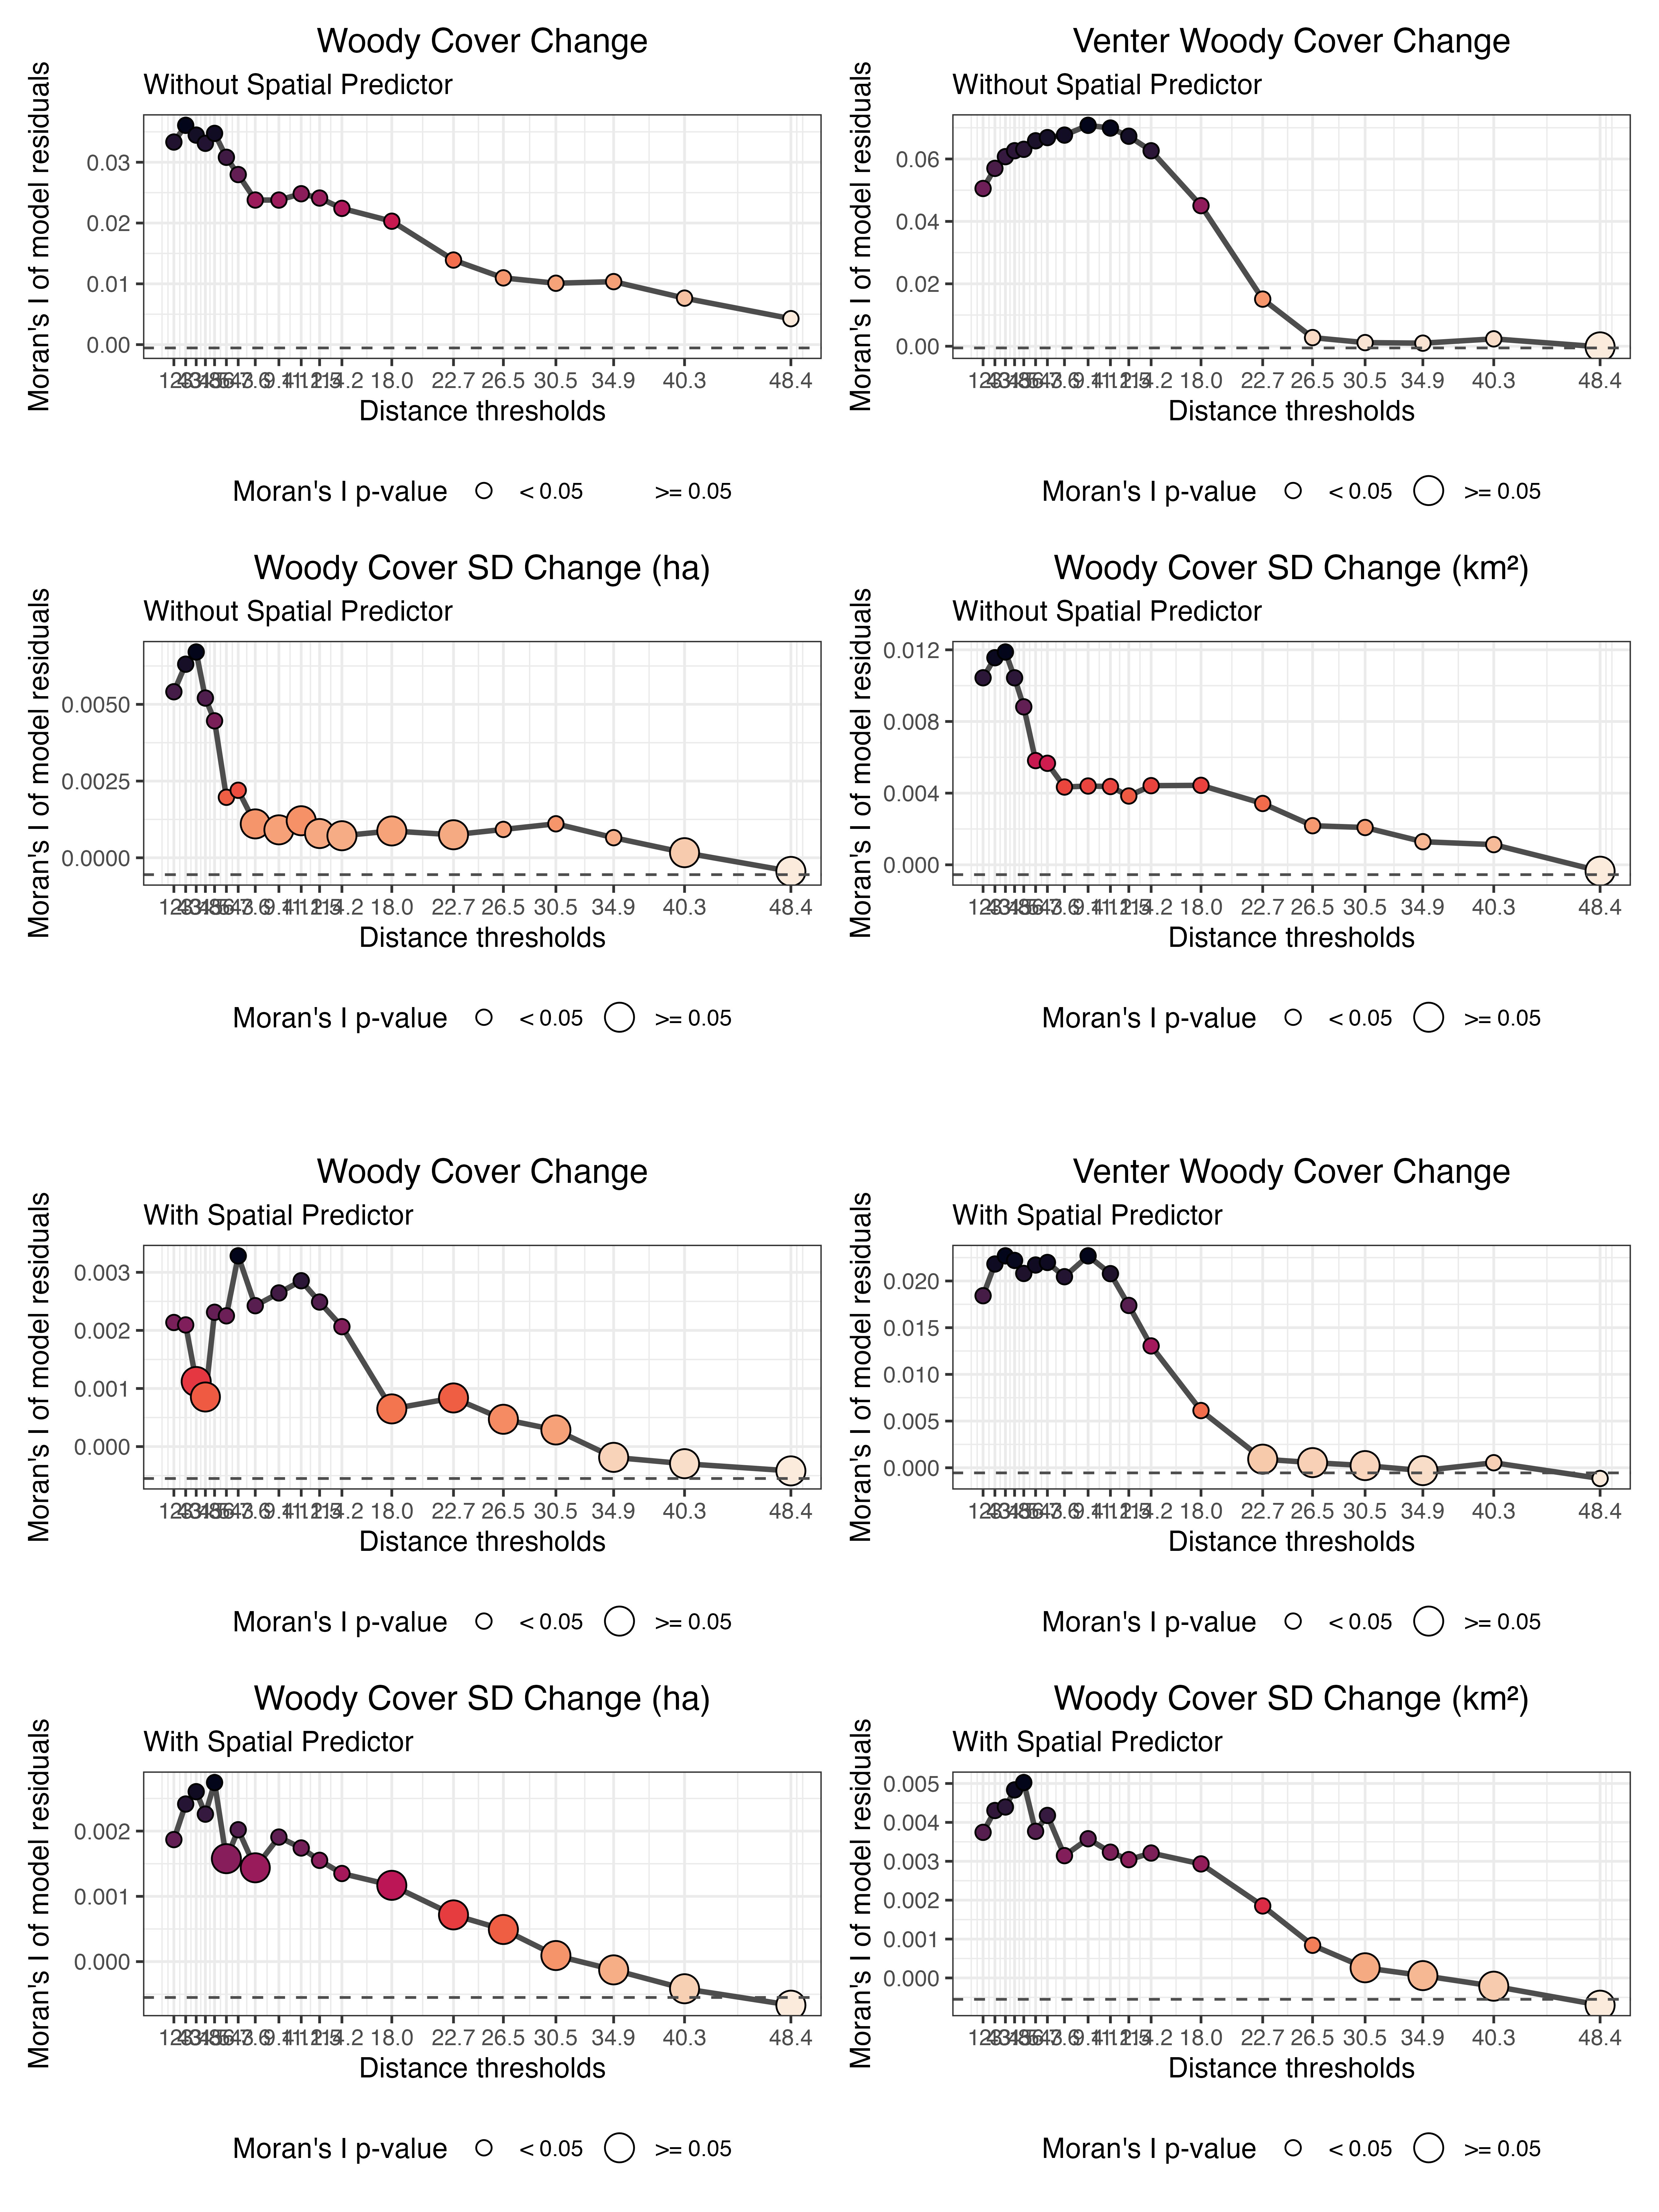 Woody Cover Change
Without Spatial Predictor
Moran's I of model residuals
0.03
0.02
0.01
0.00
18.0 22.7 26.5 30.5 34.9 40.3 48.4
Distance thresholds
Moran's I p-value < 0.05 >= 0.05
Venter Woody Cover Change
Without Spatial Predictor
Moran's I of model residuals
0.06
0.04
0.02
0.00
18.0 22.7 26.5 30.5 34.9 40.3 48.4
Distance thresholds
Moran's I p-value < 0.05 >= 0.05
Woody Cover SD Change (ha)
Without Spatial Predictor
Moran's I of model residuals
0.0050
0.0025
0.0000
18.0 22.7 26.5 30.5 34.9 40.3 48.4
Distance thresholds
Moran's I p-value < 0.05 >= 0.05
Woody Cover SD Change (km²)
Without Spatial Predictor
Moran's I of model residuals
0.012
0.008
0.004
0.000
18.0 22.7 26.5 30.5 34.9 40.3 48.4
Distance thresholds
Moran's I p-value < 0.05 >= 0.05
Woody Cover Change
With Spatial Predictor
Moran's I of model residuals
0.003
0.002
0.001
0.000
18.0 22.7 26.5 30.5 34.9 40.3 48.4
Distance thresholds
Moran's I p-value < 0.05 >= 0.05
Venter Woody Cover Change
With Spatial Predictor
Moran's I of model residuals
0.020
0.015
0.010
0.005
0.000
18.0 22.7 26.5 30.5 34.9 40.3 48.4
Distance thresholds
Moran's I p-value < 0.05 >= 0.05
Woody Cover SD Change (ha)
With Spatial Predictor
Moran's I of model residuals
0.002
0.001
0.000
18.0 22.7 26.5 30.5 34.9 40.3 48.4
Distance thresholds
Moran's I p-value < 0.05 >= 0.05
Woody Cover SD Change (km²)
With Spatial Predictor
Moran's I of model residuals
0.005
0.004
0.003
0.002
0.001
0.000
18.0 22.7 26.5 30.5 34.9 40.3 48.4
Distance thresholds
Moran's I p-value < 0.05 >= 0.05